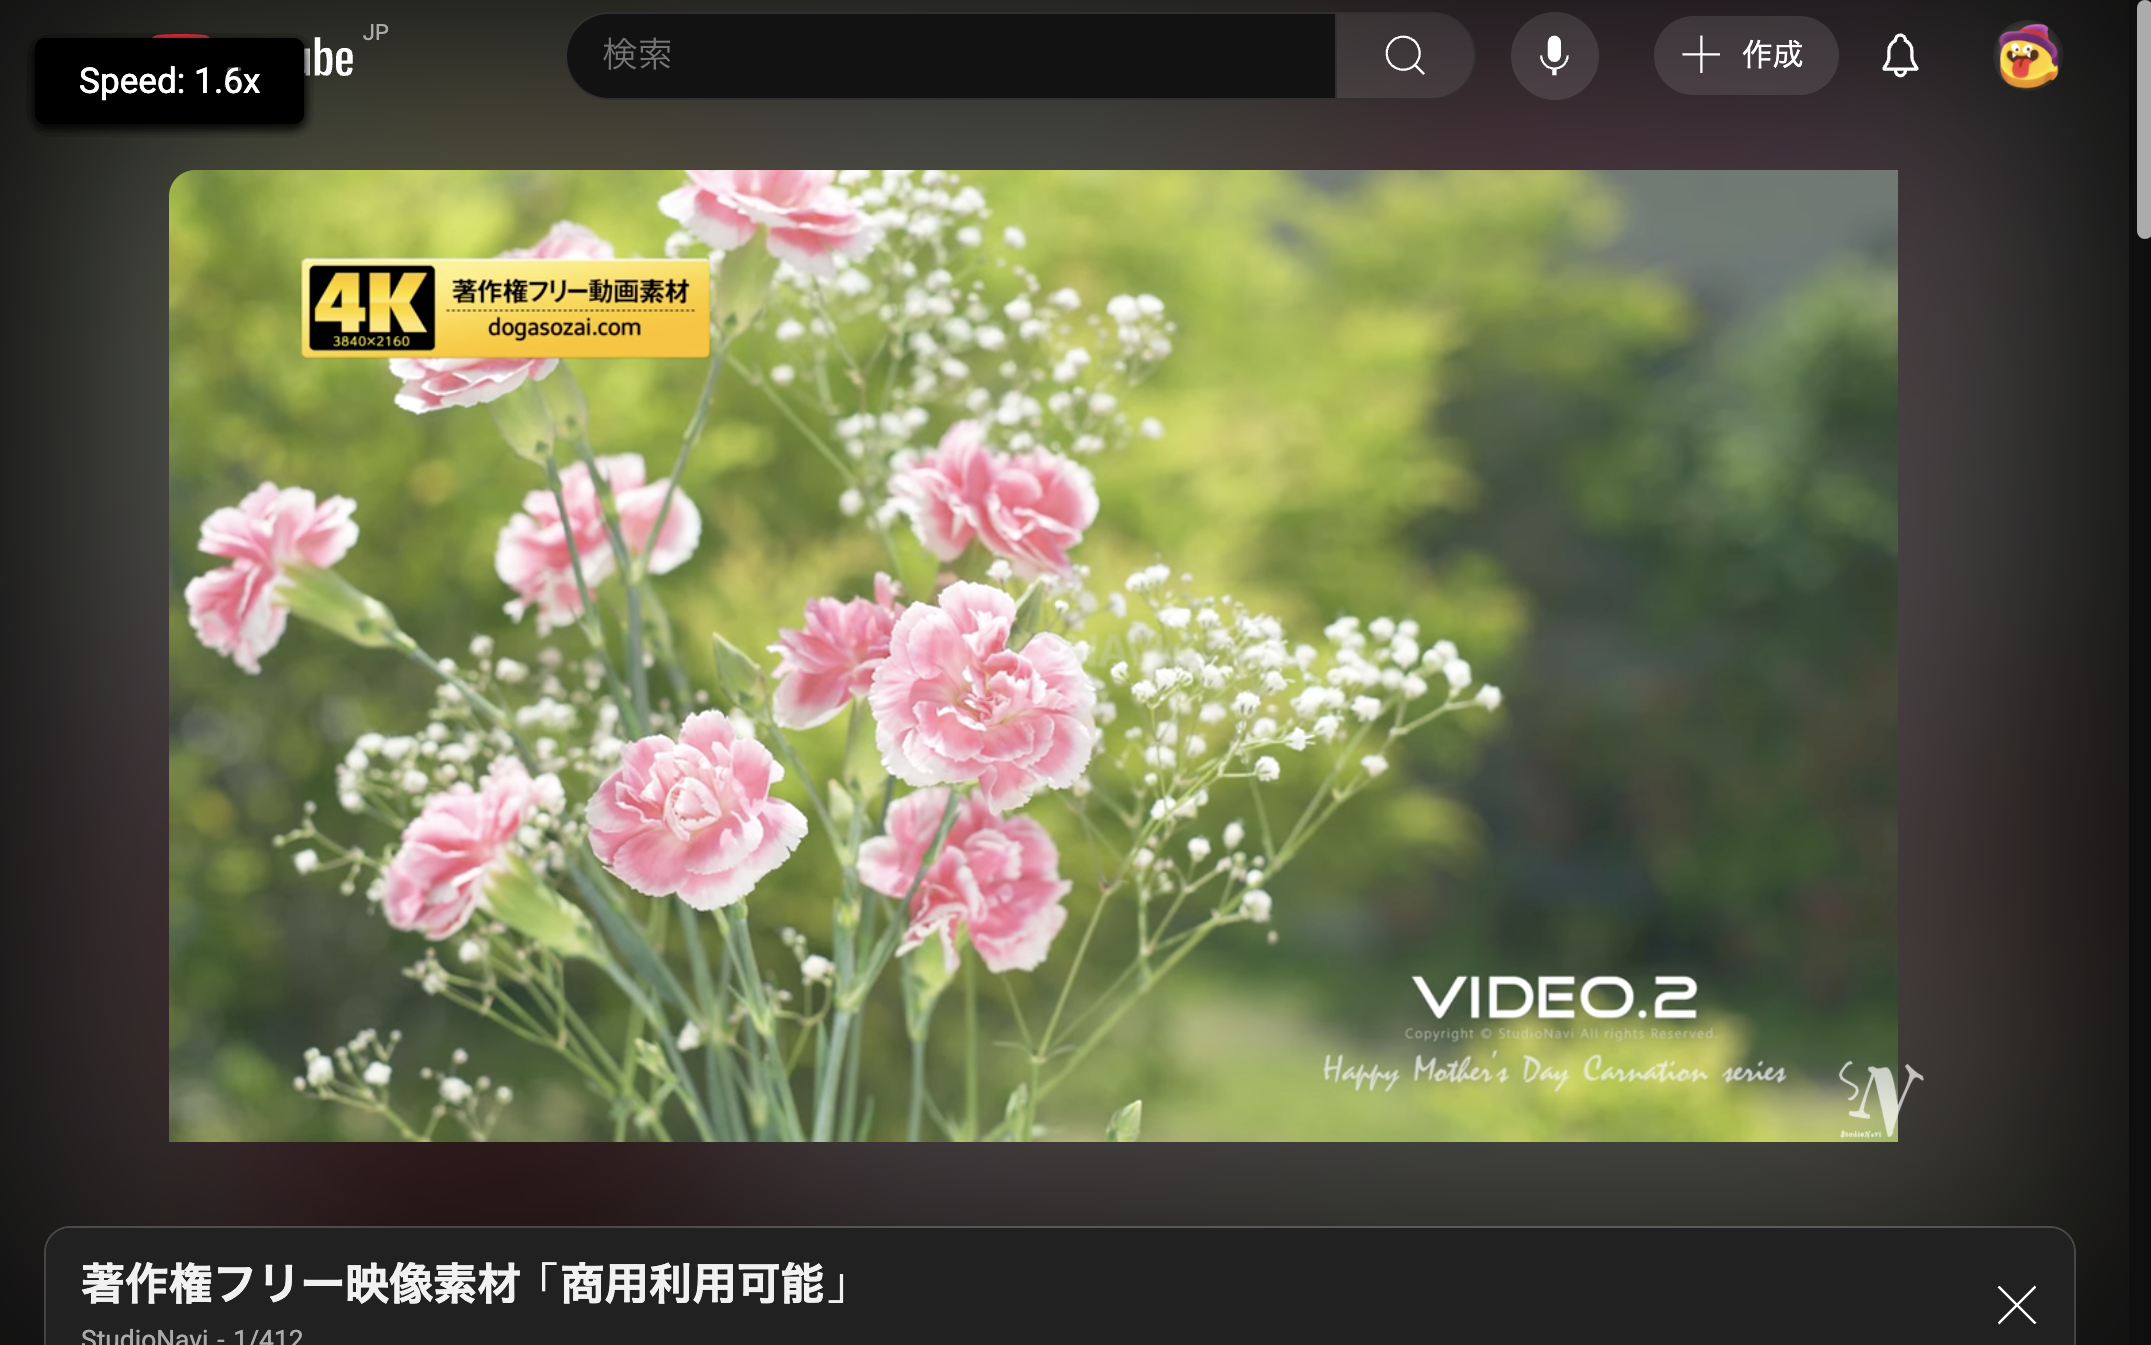 JP
Speed: 1.6x
検索
作成
4K
3840×2160
著作権フリー動画素材
dogasozai.com
VIDEO.2
Copyright © StudioNavi All rights Reserved.
Happy Mother's Day Carnation series
SN
StudioNavi
著作権フリー映像素材「商用利用可能」
StudioNavi - 1/412